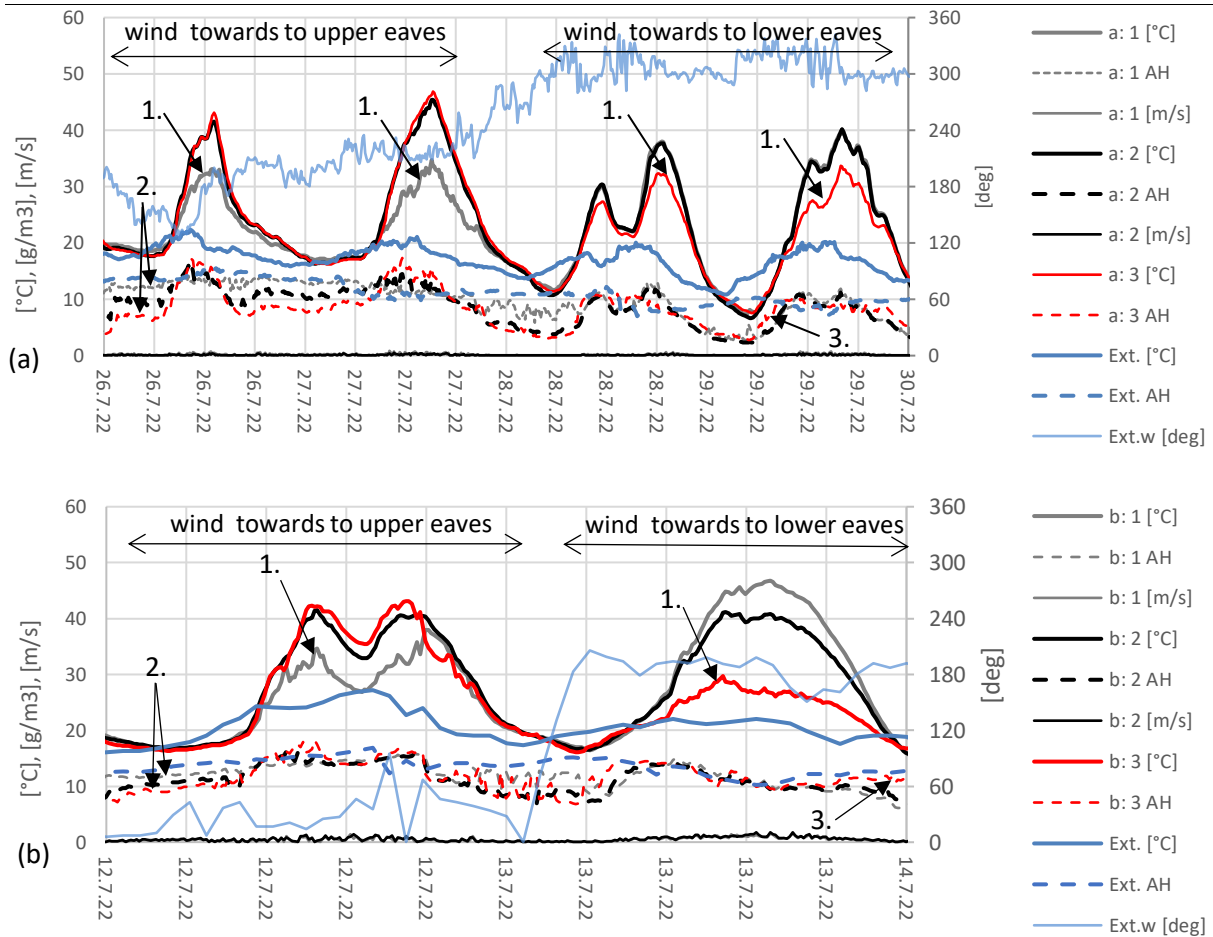 60
50
40
30
20
10
0
[°C], [g/m3], [m/s]
(a)
wind towards to upper eaves
wind towards to lower eaves
1.
1.
1.
1.
2.
3.
360
300
240
180
120
60
0
[deg]
26.7.22
26.7.22
26.7.22
26.7.22
27.7.22
27.7.22
27.7.22
27.7.22
28.7.22
28.7.22
28.7.22
28.7.22
29.7.22
29.7.22
29.7.22
29.7.22
30.7.22
a: 1 [°C]
a: 1 AH
a: 1 [m/s]
a: 2 [°C]
a: 2 AH
a: 2 [m/s]
a: 3 [°C]
a: 3 AH
Ext. [°C]
Ext. AH
Ext.w [deg]
60
50
40
30
20
10
0
[°C], [g/m3], [m/s]
(b)
wind towards to upper eaves
wind towards to lower eaves
1.
1.
2.
3.
360
300
240
180
120
60
0
[deg]
12.7.22
12.7.22
12.7.22
12.7.22
12.7.22
13.7.22
13.7.22
13.7.22
13.7.22
13.7.22
14.7.22
b: 1 [°C]
b: 1 AH
b: 1 [m/s]
b: 2 [°C]
b: 2 AH
b: 2 [m/s]
b: 3 [°C]
b: 3 AH
Ext. [°C]
Ext. AH
Ext.w [deg]